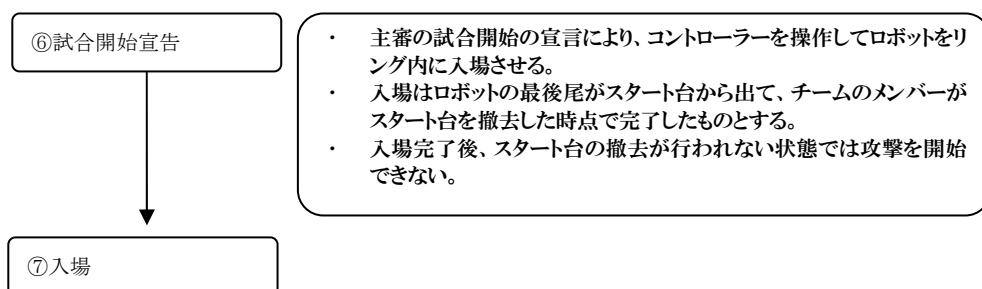 ⑥試合開始宣告
・ 主審の試合開始の宣言により、コントローラーを操作してロボットをリ
ング内に入場させる。
・ 入場はロボットの最後尾がスタート台から出て、チームのメンバーが
スタート台を撤去した時点で完了したものとする。
・ 入場完了後、スタート台の撤去が行われない状態では攻撃を開始
できない。
⑦入場